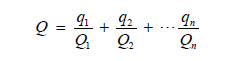 Q = q₁/Q₁ + q₂/Q₂ + ⋯ qₙ/Qₙ